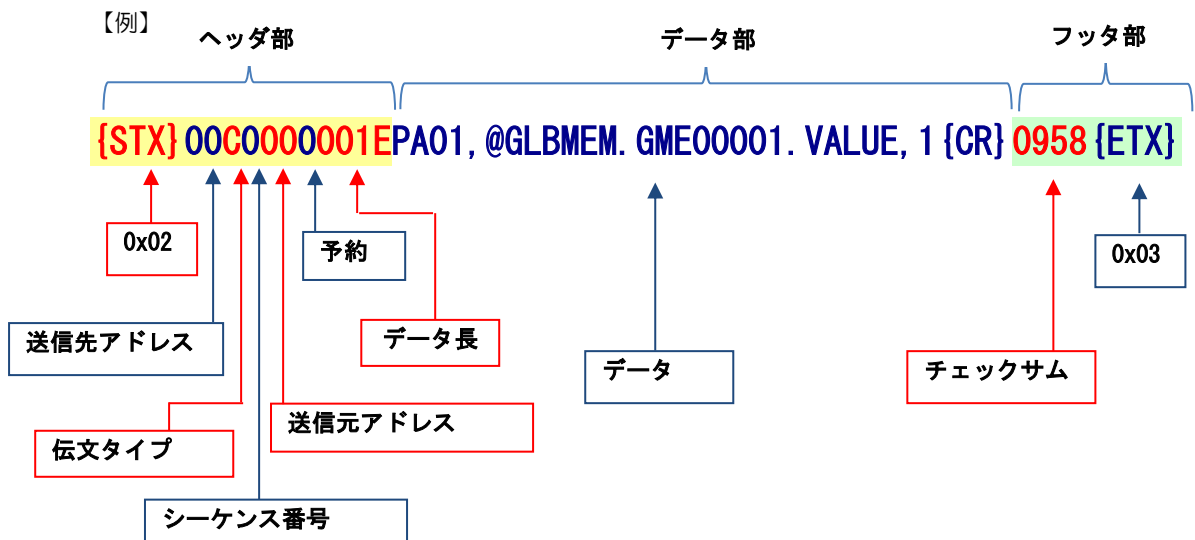 【例】
ヘッダ部
データ部
フッタ部
{STX}00C0000001EPA01,@GLBMEM.GME00001.VALUE,1{CR}0958{ETX}
0x02
予約
0x03
送信先アドレス
データ長
データ
チェックサム
送信元アドレス
伝文タイプ
シーケンス番号